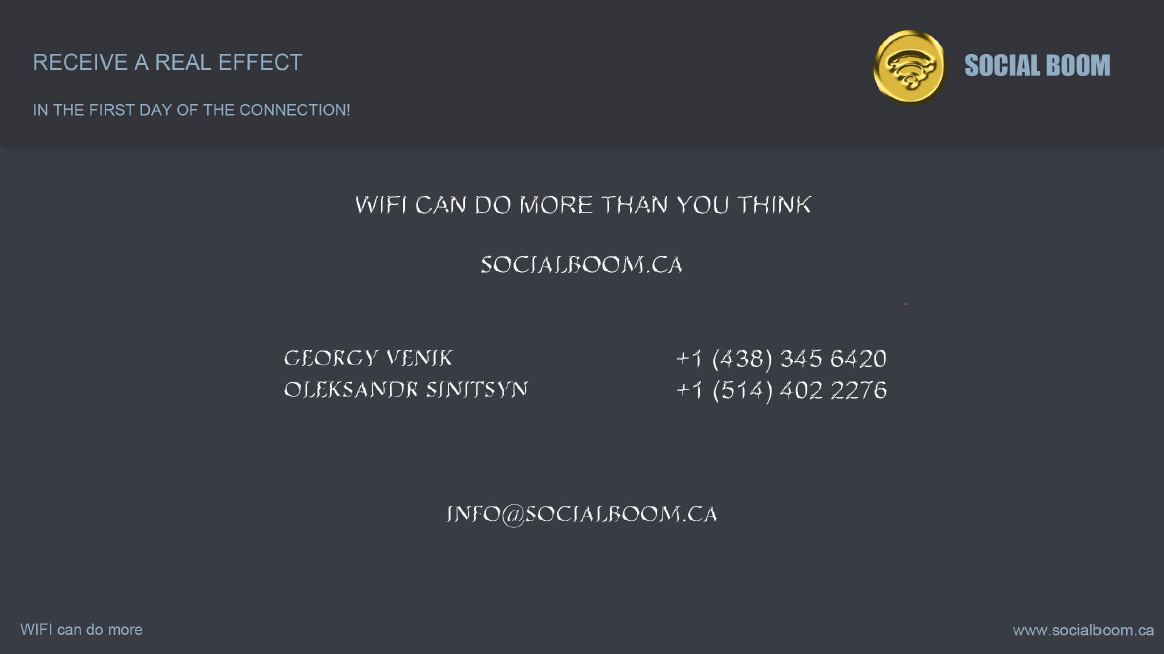 RECEIVE A REAL EFFECT
IN THE FIRST DAY OF THE CONNECTION!
SOCIAL BOOM
WIFI CAN DO MORE THAN YOU THINK
SOCIALBOOM.CA
GEORGY VENIK +1 (438) 345 6420
OLEKSANDR SINITSYN +1 (514) 402 2276
INFO@SOCIALBOOM.CA
WIFI can do more
www.socialboom.ca